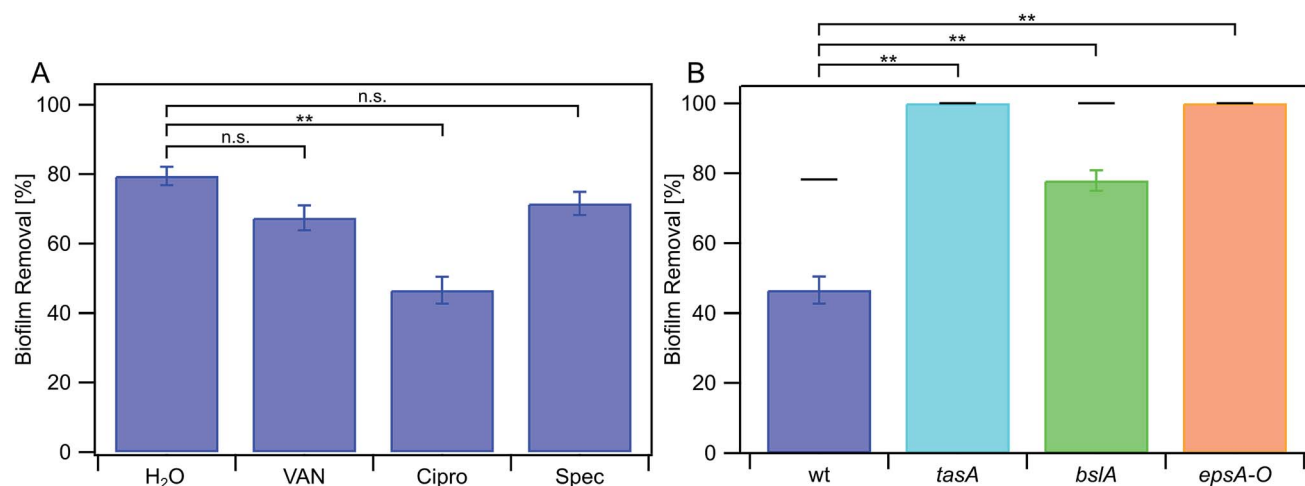 A
n.s.
**
n.s.
Biofilm Removal [%]
100
80
60
40
20
0
H₂O VAN Cipro Spec
B
**
**
**
Biofilm Removal [%]
100
80
60
40
20
0
wt tasA bslA epsA-O